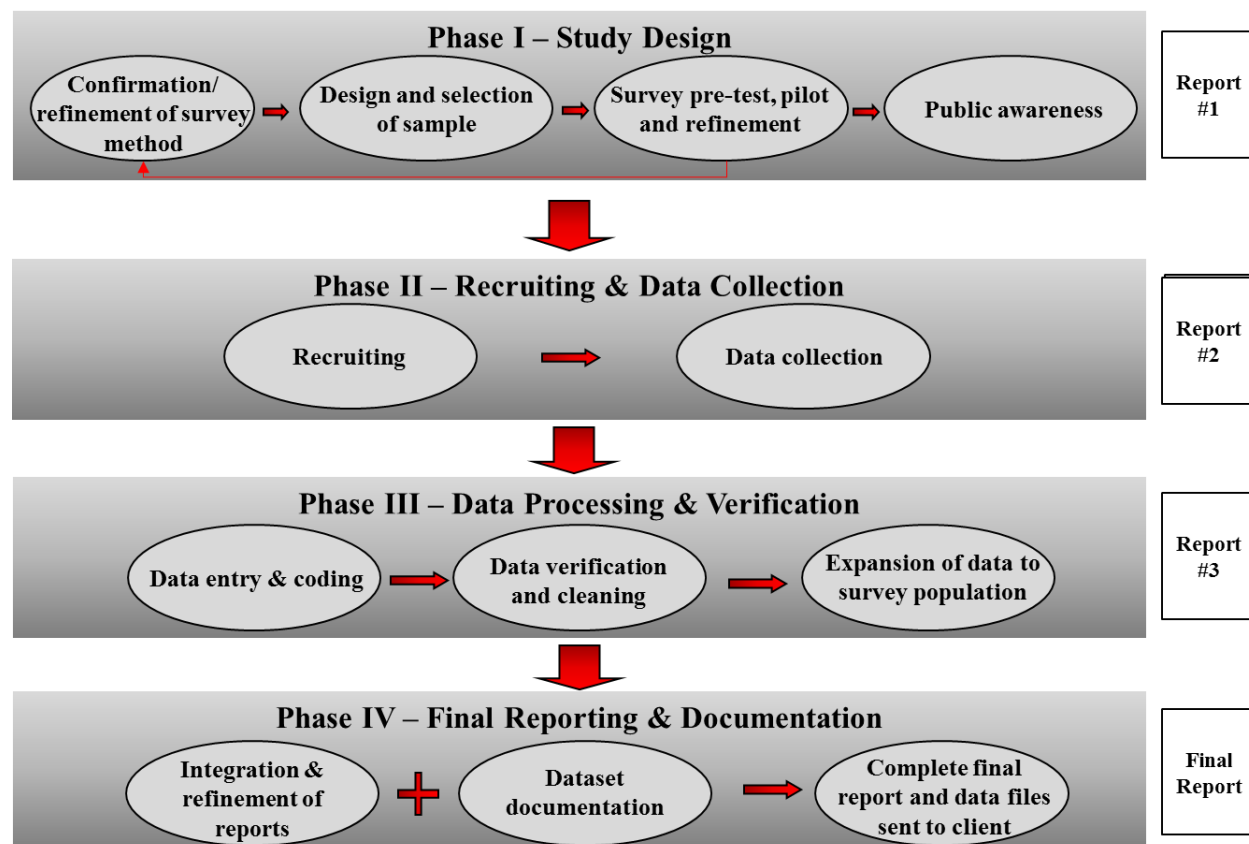 Phase I – Study Design
Confirmation/
refinement of survey
method
Design and selection
of sample
Survey pre-test, pilot
and refinement
Public awareness
Report
#1
Phase II – Recruiting & Data Collection
Recruiting
Data collection
Report
#2
Phase III – Data Processing & Verification
Data entry & coding
Data verification
and cleaning
Expansion of data to
survey population
Report
#3
Phase IV – Final Reporting & Documentation
Integration &
refinement of
reports
Dataset
documentation
Complete final
report and data files
sent to client
Final
Report